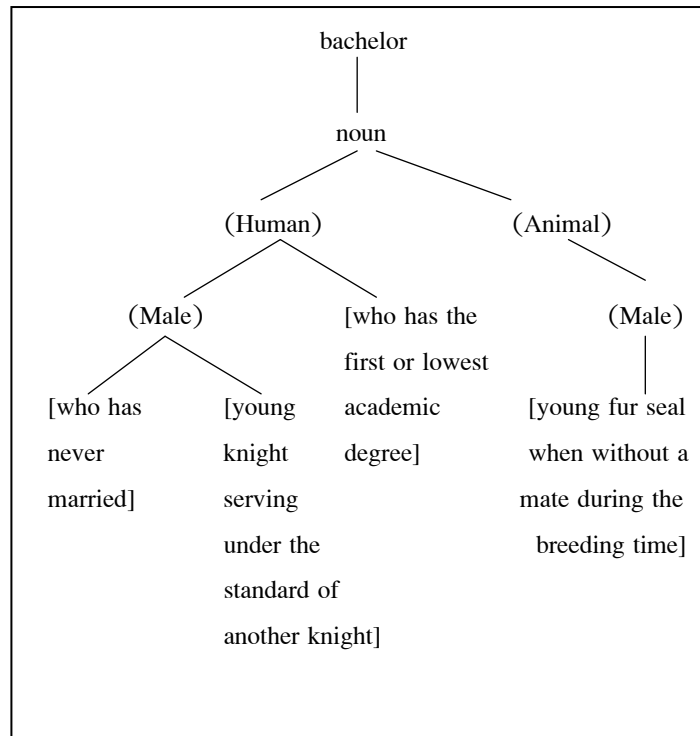 bachelor
noun
(Human)
(Animal)
(Male)
[who has the
first or lowest
academic
degree]
(Male)
[who has
never
married]
[young
knight
serving
under the
standard of
another knight]
[young fur seal
when without a
mate during the
breeding time]